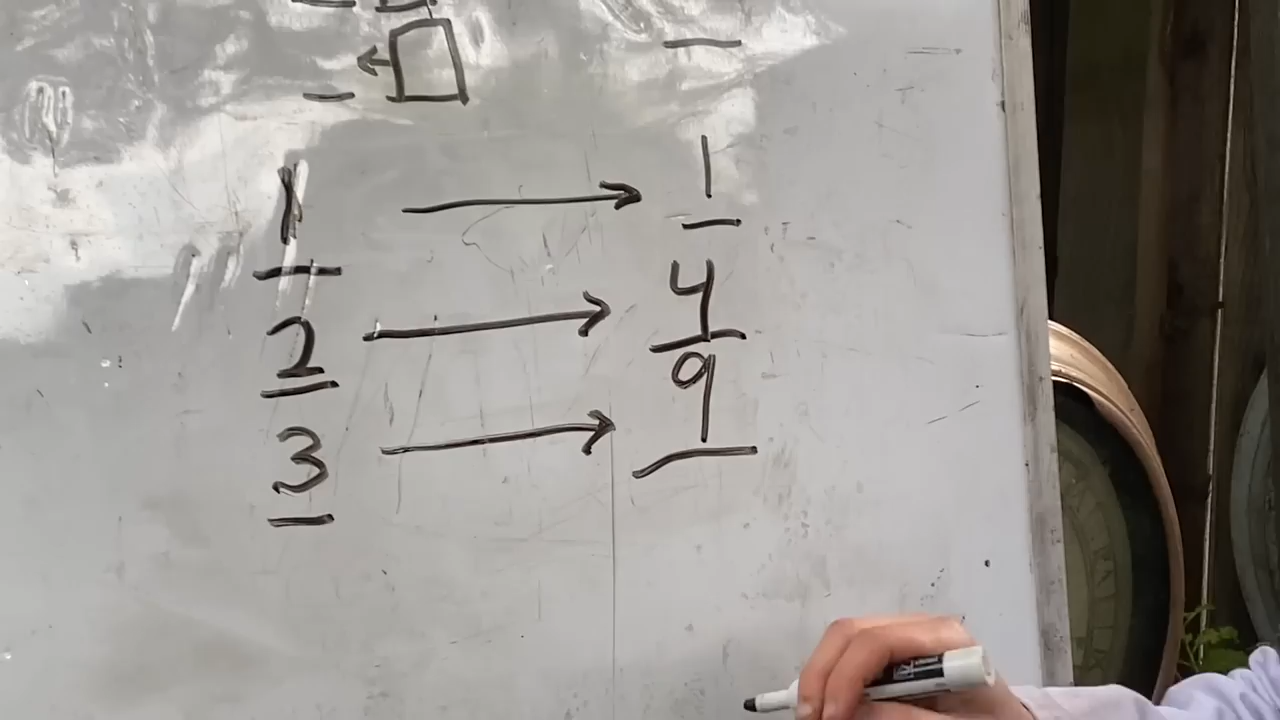 1 → 1
2 → 4
3 → 9